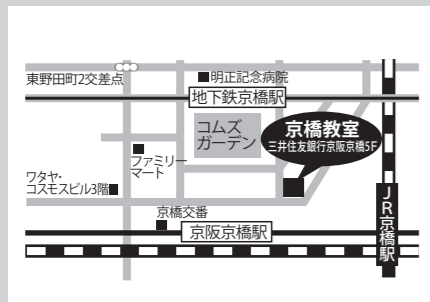 東野田町2交差点
明正記念病院
地下鉄京橋駅
コムズ
ガーデン
京橋教室
三井住友銀行京阪京橋5F
ファミリー
マート
ワタヤ・
コスモスビル3階
京橋交番
京阪京橋駅
JR京橋駅